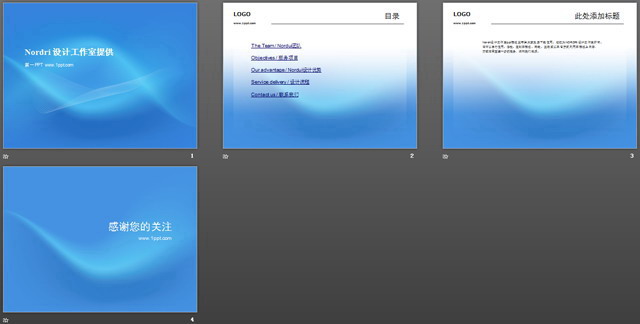 Nordri 设计工作室提供
第一PPT www.1ppt.com
1
LOGO
www.1ppt.com
目录
The Team / Nordri团队
Objectives / 服务项目
Our advantage / Nordri设计优势
Service delivery / 设计流程
Contact us / 联系我们
2
LOGO
www.1ppt.com
此处添加标题
3
感谢您的关注
www.1ppt.com
4